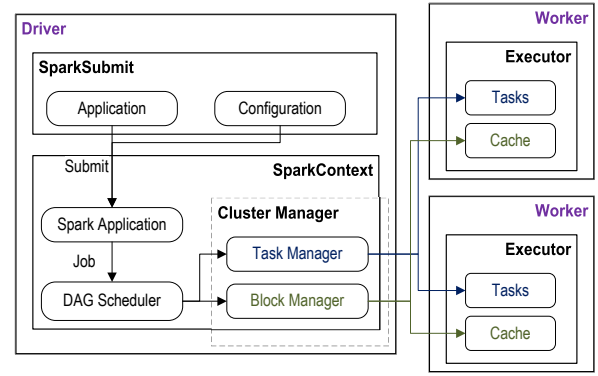 Driver
SparkSubmit
Application
Configuration
Submit
SparkContext
Spark Application
Cluster Manager
Job
Task Manager
DAG Scheduler
Block Manager
Worker
Executor
Tasks
Cache
Worker
Executor
Tasks
Cache